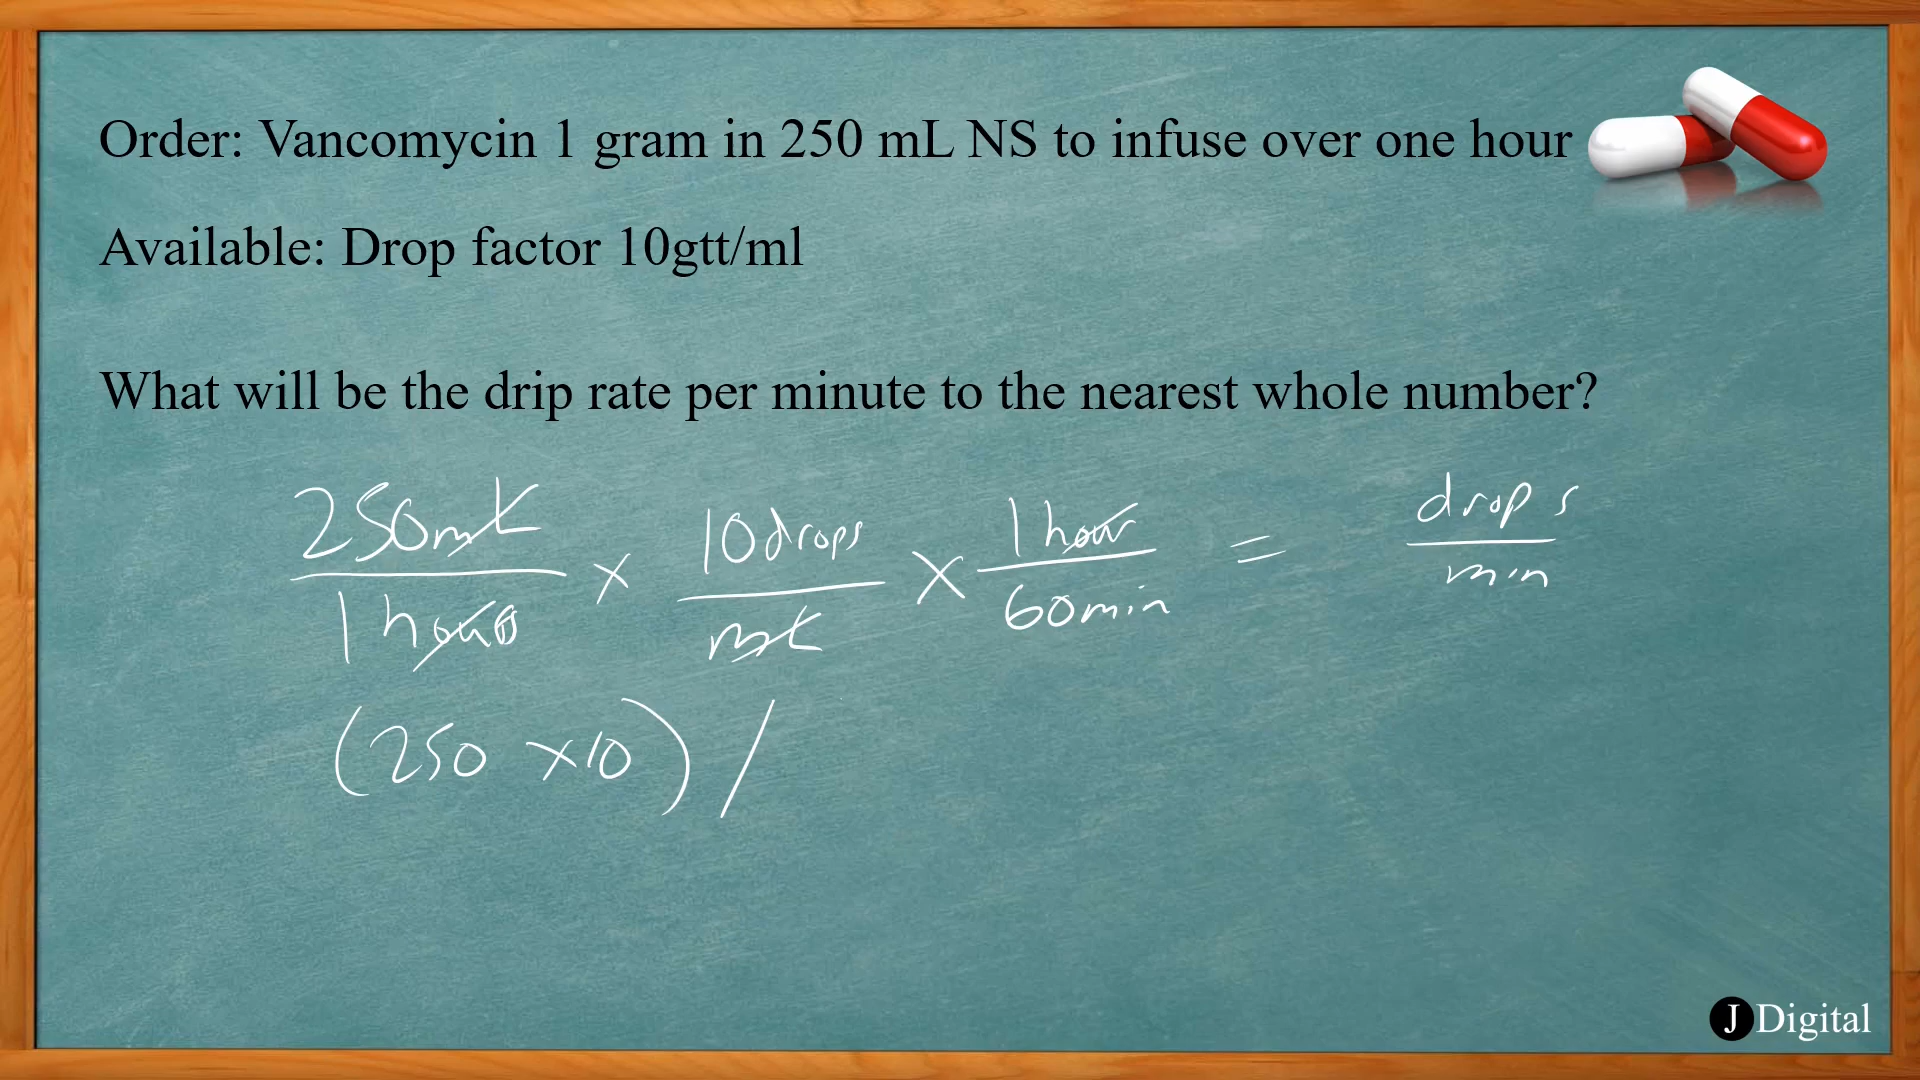 Order: Vancomycin 1 gram in 250 mL NS to infuse over one hour
Available: Drop factor 10gtt/ml
What will be the drip rate per minute to the nearest whole number?
250mL × 10drops × 1hour = drops
1hour mL 60min min
(250 ×10) /
J Digital